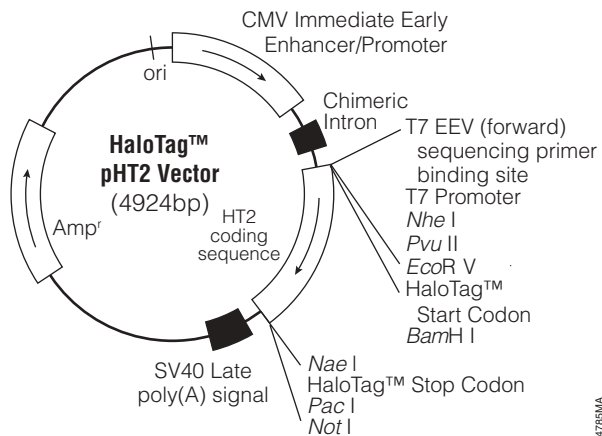 CMV Immediate Early
Enhancer/Promoter
ori
Chimeric
Intron
HaloTag™
pHT2 Vector
(4924bp)
T7 EEV (forward)
sequencing primer
binding site
T7 Promoter
Nhe I
Pvu II
EcoR V
HaloTag™
Start Codon
BamH I
HT2
coding
sequence
Ampʳ
SV40 Late
poly(A) signal
Nae I
HaloTag™ Stop Codon
Pac I
Not I
4785MA